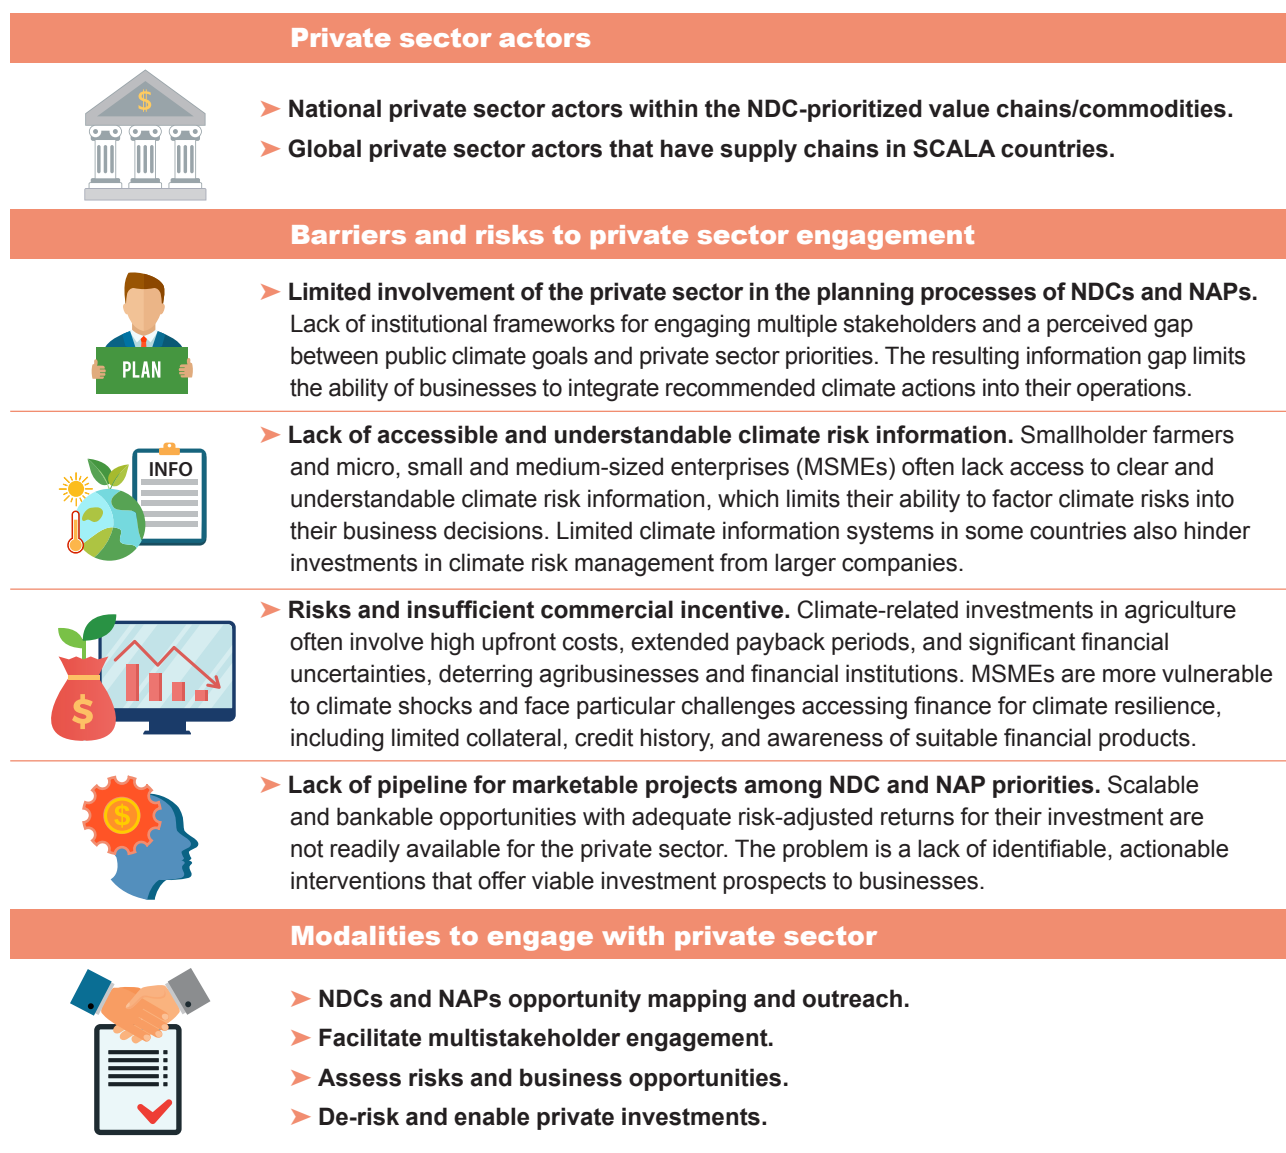 Private sector actors
$
➤ National private sector actors within the NDC-prioritized value chains/commodities.
➤ Global private sector actors that have supply chains in SCALA countries.
Barriers and risks to private sector engagement
PLAN
➤ Limited involvement of the private sector in the planning processes of NDCs and NAPs.
Lack of institutional frameworks for engaging multiple stakeholders and a perceived gap
between public climate goals and private sector priorities. The resulting information gap limits
the ability of businesses to integrate recommended climate actions into their operations.
INFO
➤ Lack of accessible and understandable climate risk information. Smallholder farmers
and micro, small and medium-sized enterprises (MSMEs) often lack access to clear and
understandable climate risk information, which limits their ability to factor climate risks into
their business decisions. Limited climate information systems in some countries also hinder
investments in climate risk management from larger companies.
$
➤ Risks and insufficient commercial incentive. Climate-related investments in agriculture
often involve high upfront costs, extended payback periods, and significant financial
uncertainties, deterring agribusinesses and financial institutions. MSMEs are more vulnerable
to climate shocks and face particular challenges accessing finance for climate resilience,
including limited collateral, credit history, and awareness of suitable financial products.
$
➤ Lack of pipeline for marketable projects among NDC and NAP priorities. Scalable
and bankable opportunities with adequate risk-adjusted returns for their investment are
not readily available for the private sector. The problem is a lack of identifiable, actionable
interventions that offer viable investment prospects to businesses.
Modalities to engage with private sector
➤ NDCs and NAPs opportunity mapping and outreach.
➤ Facilitate multistakeholder engagement.
➤ Assess risks and business opportunities.
➤ De-risk and enable private investments.